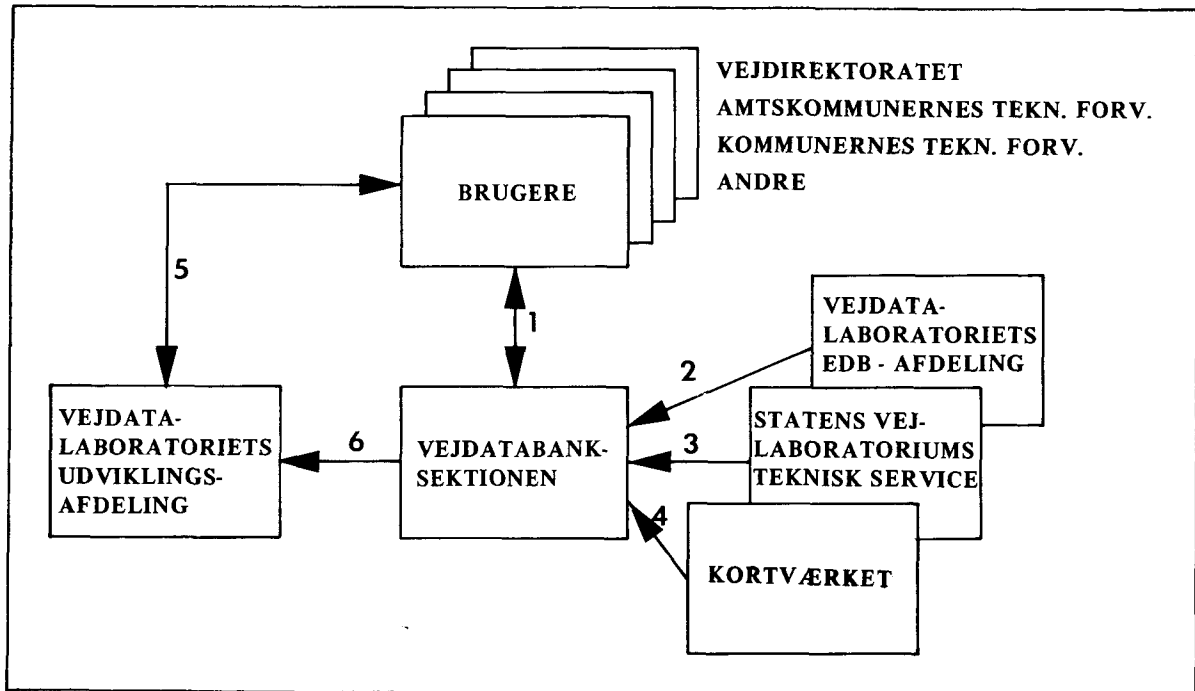 VEJDIREKTORATET
AMTSKOMMUNERNES TEKN. FORV.
KOMMUNERNES TEKN. FORV.
ANDRE
BRUGERE
5
1
VEJDATA-
LABORATORIETS
EDB - AFDELING
2
VEJDATA-
LABORATORIETS
UDVIKLINGS-
AFDELING
6
VEJDATABANK-
SEKTIONEN
3
STATENS VEJ-
LABORATORIUMS
TEKNISK SERVICE
4
KORTVÆRKET